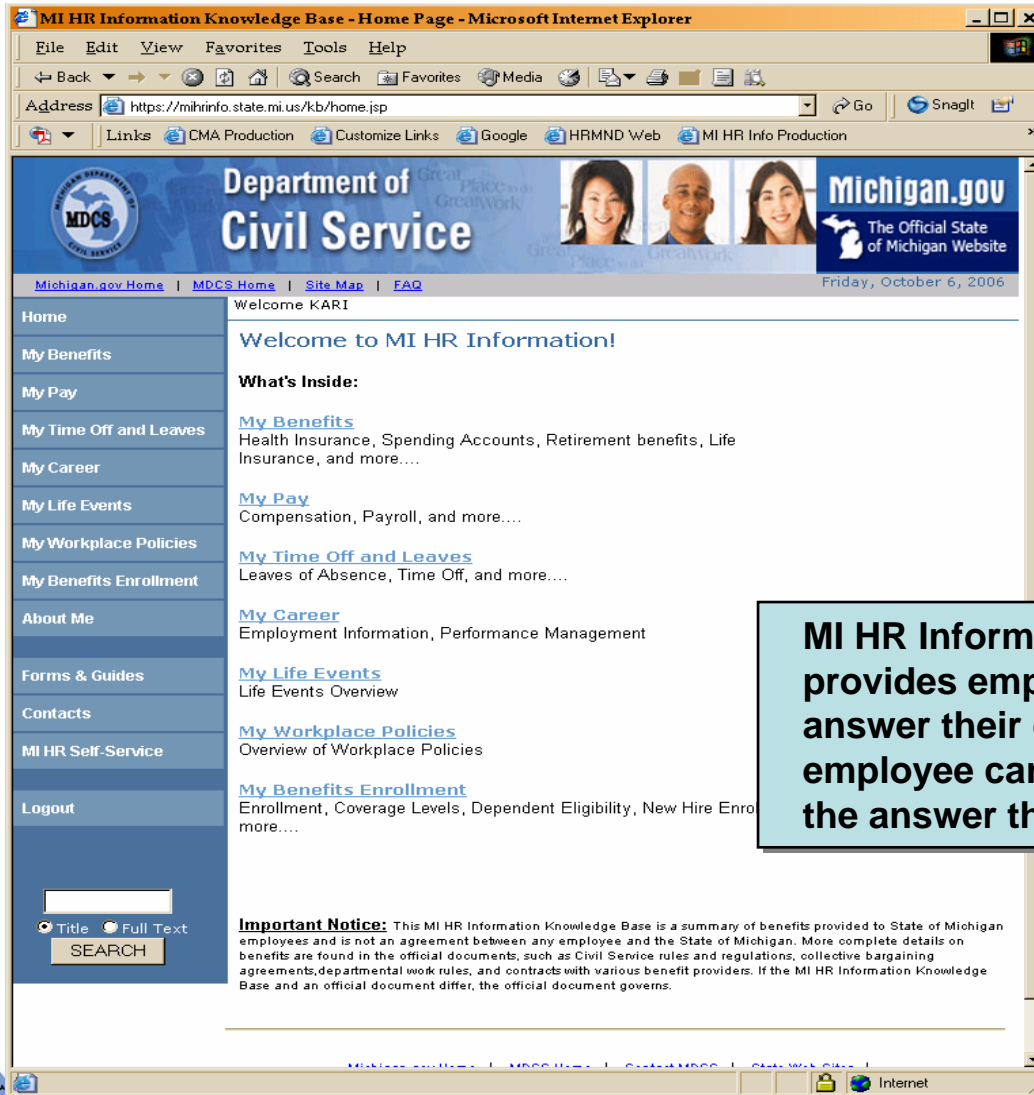 MI HR Information Knowledge Base - Home Page - Microsoft Internet Explorer
File Edit View Favorites Tools Help
Back Search Favorites Media
Address https://mihrinfo.state.mi.us/kb/home.jsp Go SnagIt
Links CMA Production Customize Links Google HRMND Web MI HR Info Production »
MDCS
Department of
Civil Service
Michigan.gov
The Official State
of Michigan Website
Michigan.gov Home | MDCS Home | Site Map | FAQ
Friday, October 6, 2006
Welcome KARI
Home
My Benefits
My Pay
My Time Off and Leaves
My Career
My Life Events
My Workplace Policies
My Benefits Enrollment
About Me
Forms & Guides
Contacts
MI HR Self-Service
Logout
Title Full Text
SEARCH
Welcome to MI HR Information!
What's Inside:
My Benefits
Health Insurance, Spending Accounts, Retirement benefits, Life
Insurance, and more....
My Pay
Compensation, Payroll, and more....
My Time Off and Leaves
Leaves of Absence, Time Off, and more....
My Career
Employment Information, Performance Management
My Life Events
Life Events Overview
My Workplace Policies
Overview of Workplace Policies
My Benefits Enrollment
Enrollment, Coverage Levels, Dependent Eligibility, New Hire Enrol
more....
MI HR Inform
provides emp
answer their
employee ca
the answer th
Important Notice: This MI HR Information Knowledge Base is a summary of benefits provided to State of Michigan
employees and is not an agreement between any employee and the State of Michigan. More complete details on
benefits are found in the official documents, such as Civil Service rules and regulations, collective bargaining
agreements,departmental work rules, and contracts with various benefit providers. If the MI HR Information Knowledge
Base and an official document differ, the official document governs.
Michigan.gov Home | MDCS Home | Contact MDCS | State Web Sites |
Internet